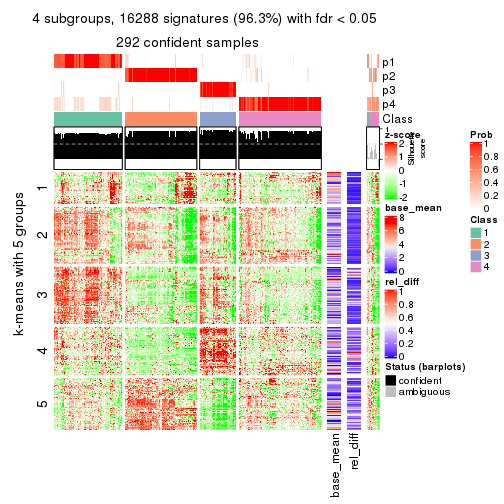 4 subgroups, 16288 signatures (96.3%) with fdr < 0.05
292 confident samples
p1
p2
p3
p4
Class
1
Silhouette
score
z-score
2
1
0
-1
-2
base_mean
8
6
4
2
0
rel_diff
1
0.8
0.6
0.4
0.2
0
Status (barplots)
confident
ambiguous
Prob
1
0.8
0.6
0.4
0.2
0
Class
1
2
3
4
k-means with 5 groups
1
2
3
4
5
base_mean
rel_diff